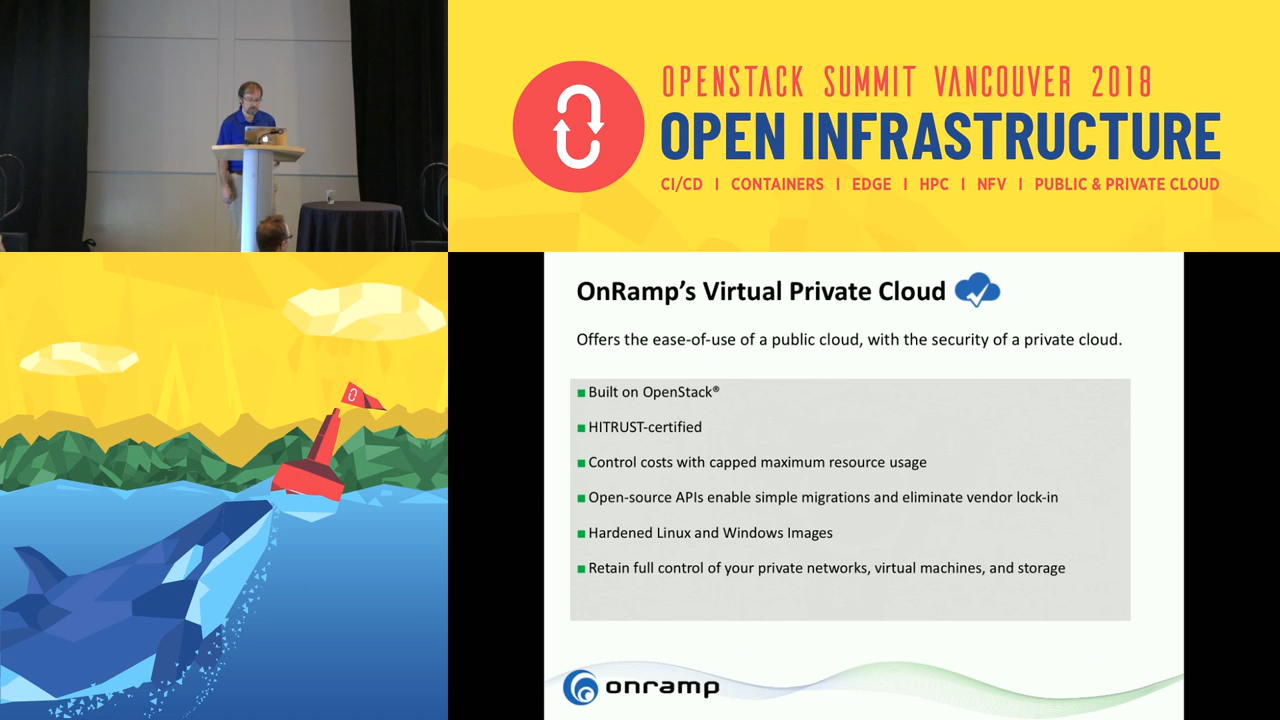 OPENSTACK SUMMIT VANCOUVER 2018
OPEN INFRASTRUCTURE
CI/CD I CONTAINERS I EDGE I HPC I NFV I PUBLIC & PRIVATE CLOUD
OnRamp's Virtual Private Cloud
Offers the ease-of-use of a public cloud, with the security of a private cloud.
Built on OpenStack®
HITRUST-certified
Control costs with capped maximum resource usage
Open-source APIs enable simple migrations and eliminate vendor lock-in
Hardened Linux and Windows Images
Retain full control of your private networks, virtual machines, and storage
onramp